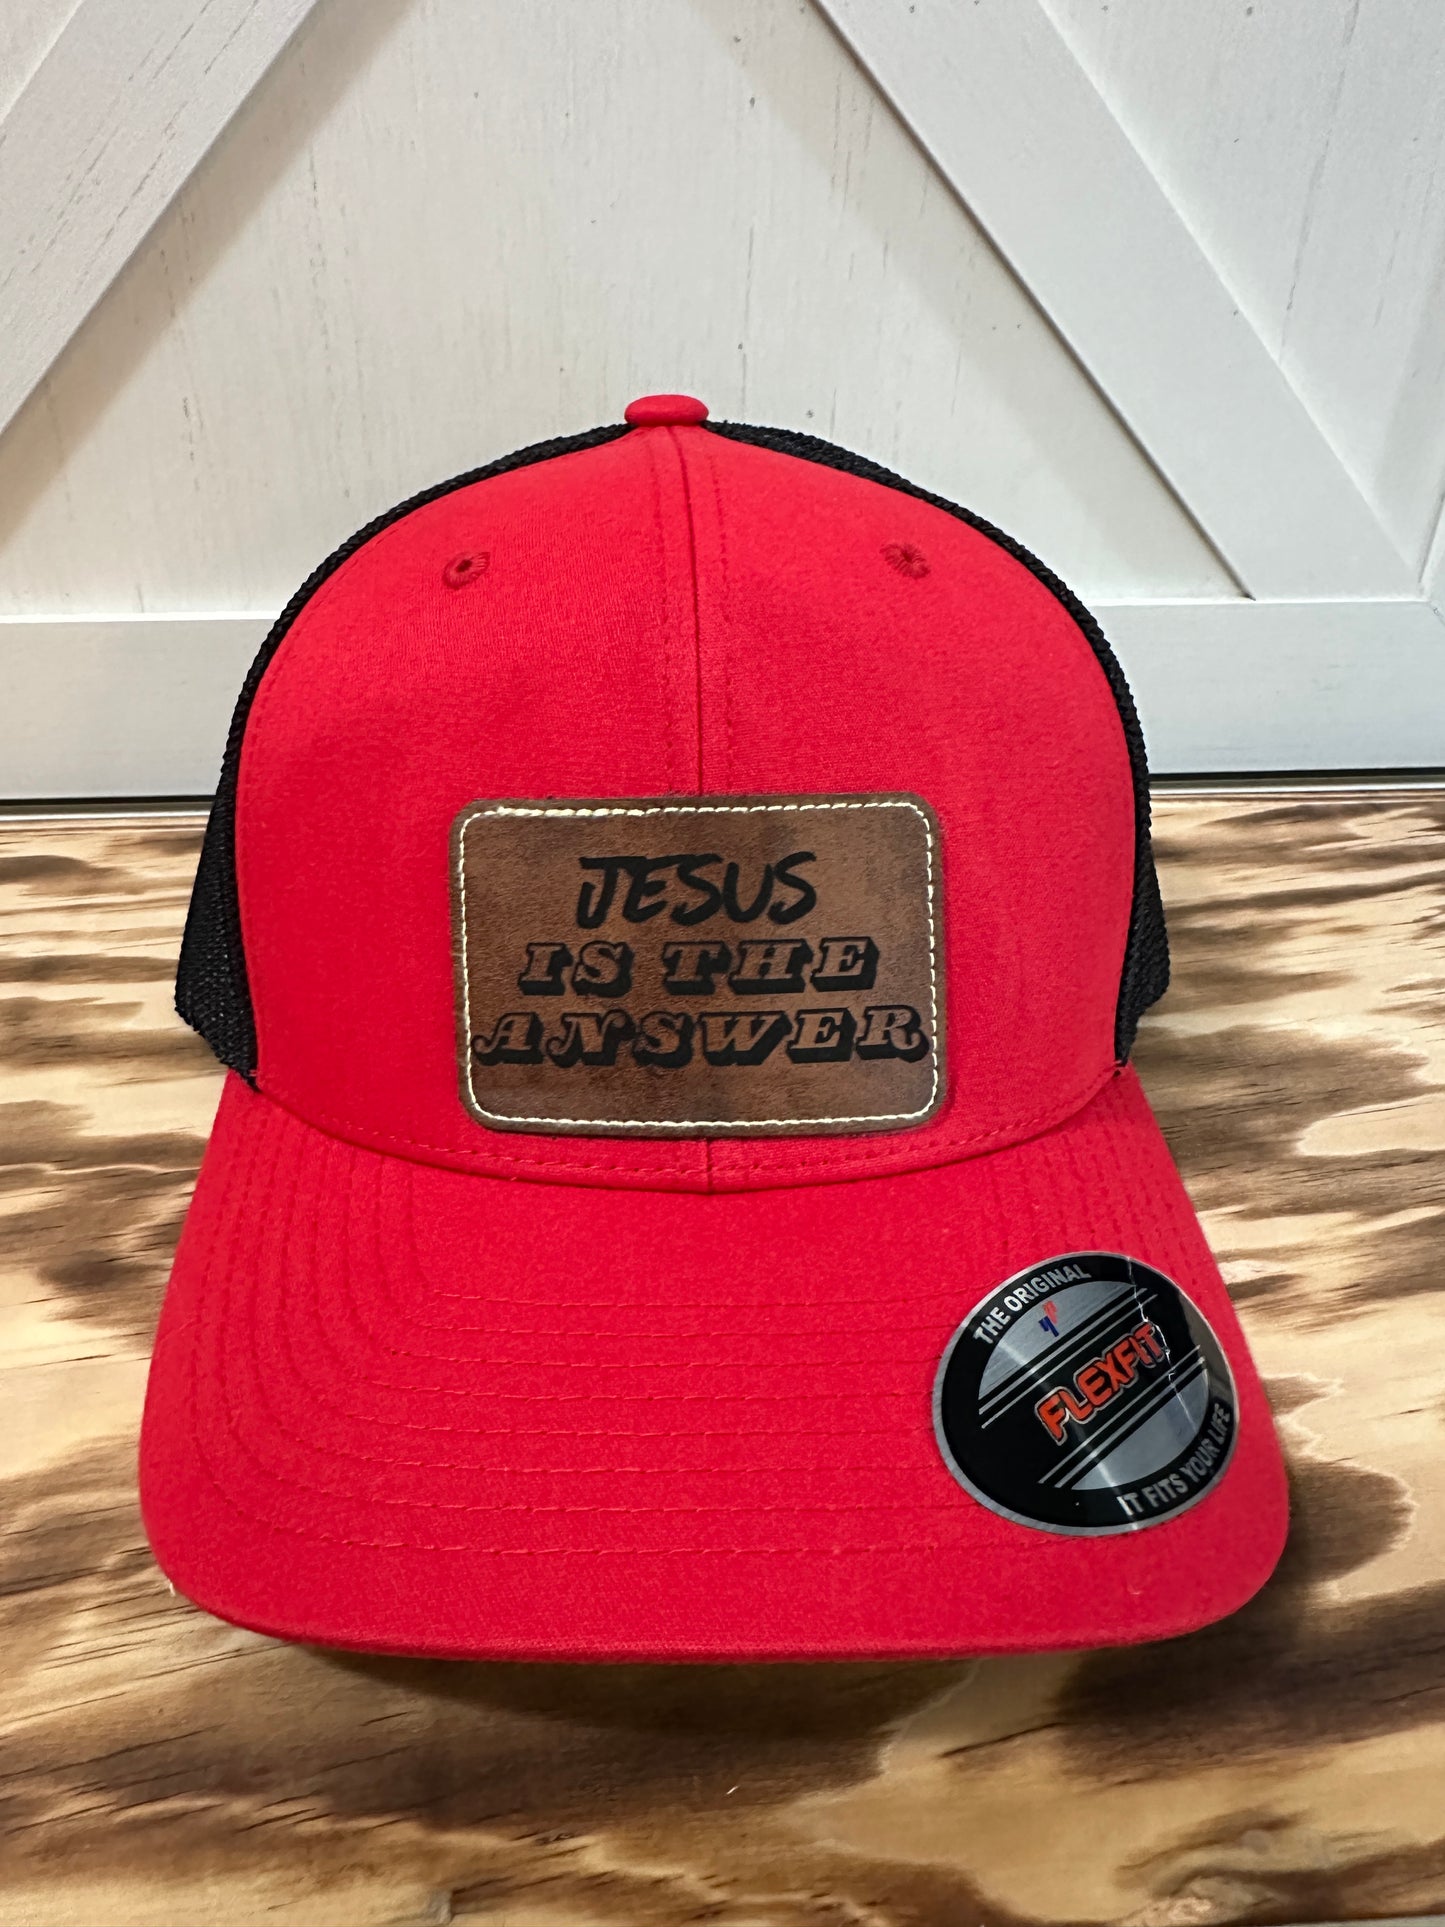 JESUS
IS THE
ANSWER
THE ORIGINAL
FLEXFIT
IT FITS YOUR LIFE